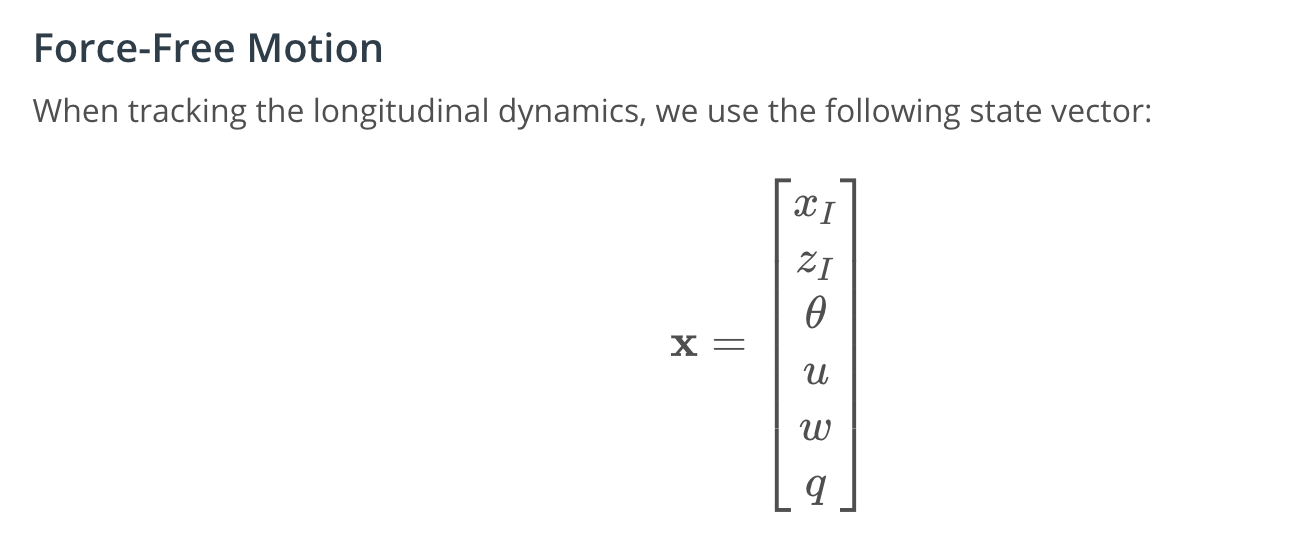 Force-Free Motion
When tracking the longitudinal dynamics, we use the following state vector:
x_I
z_I
θ
x = 
u
w
q